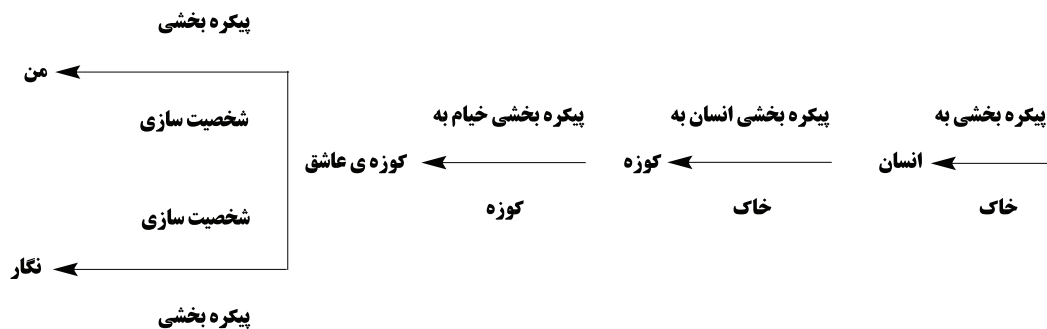 پیکره بخشی
من
شخصیت سازی
پیکره بخشی به
انسان
خاک
پیکره بخشی انسان به
کوزه
خاک
پیکره بخشی خیام به
کوزه ی عاشق
کوزه
شخصیت سازی
نگار
پیکره بخشی